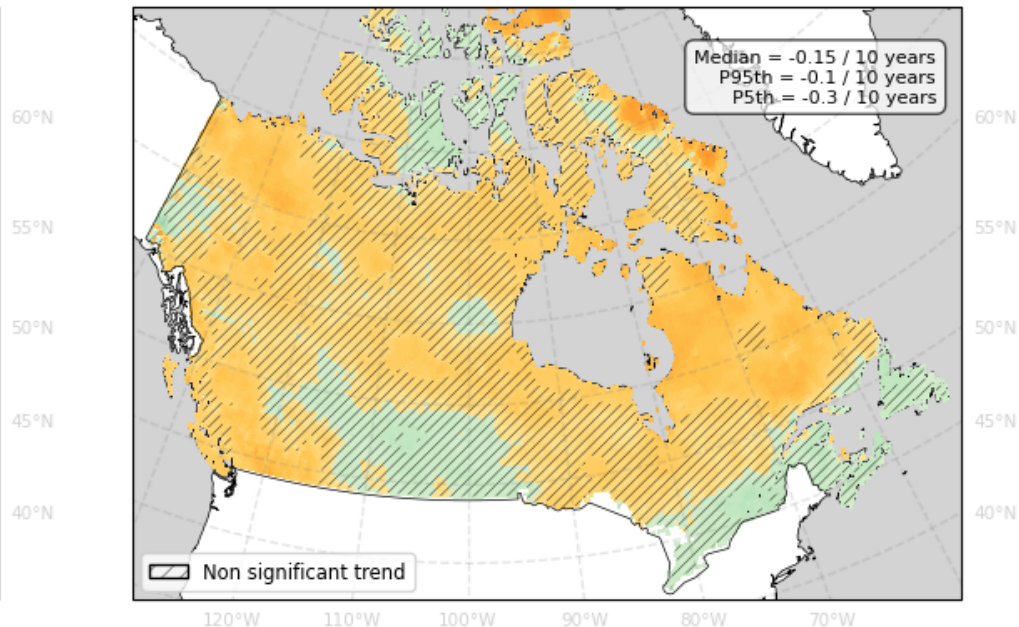 Median = -0.15 / 10 years
P95th = -0.1 / 10 years
P5th = -0.3 / 10 years
60°N
60°N
55°N
55°N
50°N
50°N
45°N
45°N
40°N
40°N
Non significant trend
120°W
110°W
100°W
90°W
80°W
70°W